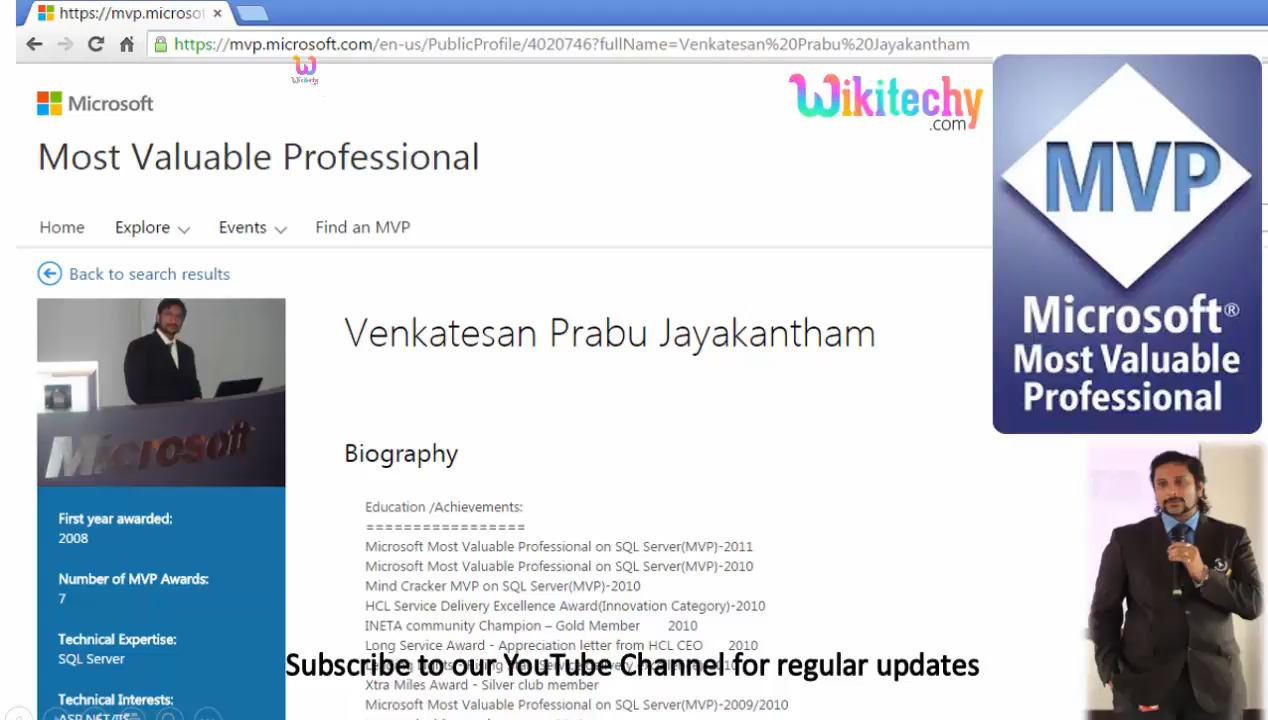 https://mvp.microsof
https://mvp.microsoft.com/en-us/PublicProfile/4020746?fullName=Venkatesan%20Prabu%20Jayakantham
Wikitechy
Microsoft
Wikitechy
.com
Most Valuable Professional
Home Explore Events Find an MVP
Back to search results
MVP
Microsoft®
Most Valuable
Professional
Microsoft
Venkatesan Prabu Jayakantham
Biography
First year awarded:
2008
Number of MVP Awards:
7
Technical Expertise:
SQL Server
Technical Interests:
ASP.NET/IIS
Education /Achievements:
=================
Microsoft Most Valuable Professional on SQL Server(MVP)-2011
Microsoft Most Valuable Professional on SQL Server(MVP)-2010
Mind Cracker MVP on SQL Server(MVP)-2010
HCL Service Delivery Excellence Award(Innovation Category)-2010
INETA community Champion – Gold Member 2010
Long Service Award - Appreciation letter from HCL CEO 2010
Subscribe to our YouTube Channel for regular updates
Xtra Miles Award - Silver club member
Microsoft Most Valuable Professional on SQL Server(MVP)-2009/2010